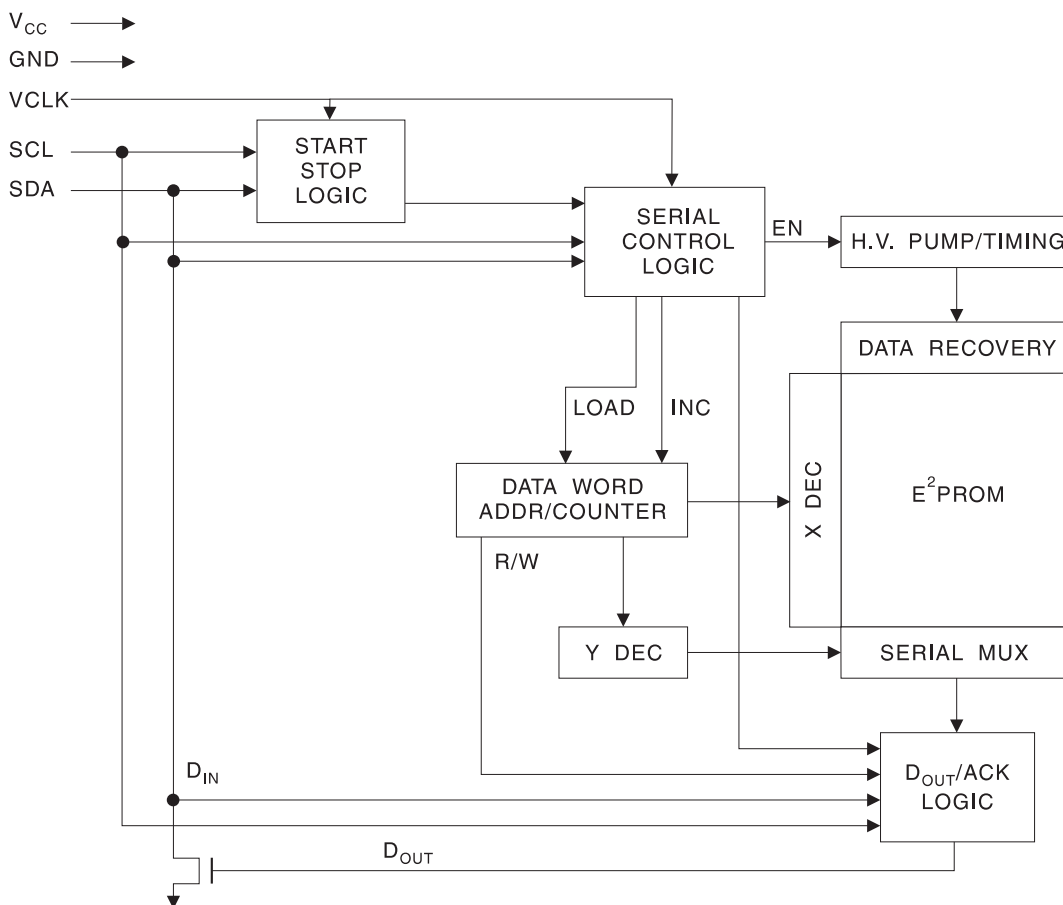 VCC
GND
VCLK
SCL
SDA
START
STOP
LOGIC
SERIAL
CONTROL
LOGIC
EN
H.V. PUMP/TIMING
DATA RECOVERY
LOAD
INC
DATA WORD
ADDR/COUNTER
X DEC
E²PROM
R/W
Y DEC
SERIAL MUX
DIN
DOUT/ACK
LOGIC
DOUT